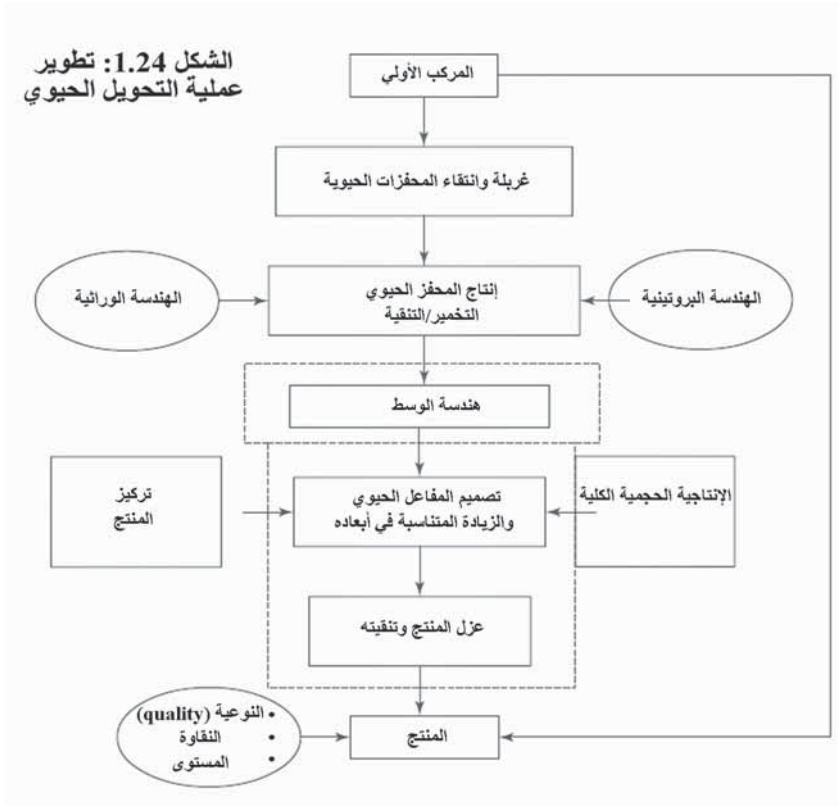 الشكل 1.24: تطوير
عملية التحويل الحيوي
المركب الأولي
غربلة وانتقاء المحفزات الحيوية
الهندسة الوراثية
إنتاج المحفز الحيوي
التخمير/التنقية
الهندسة البروتينية
هندسة الوسط
تركيز
المنتج
تصميم المفاعل الحيوي
والزيادة المتناسبة في أبعاده
الإنتاجية الحجمية الكلية
عزل المنتج وتنقيته
• النوعية (quality)
• النقاوة
• المستوى
المنتج